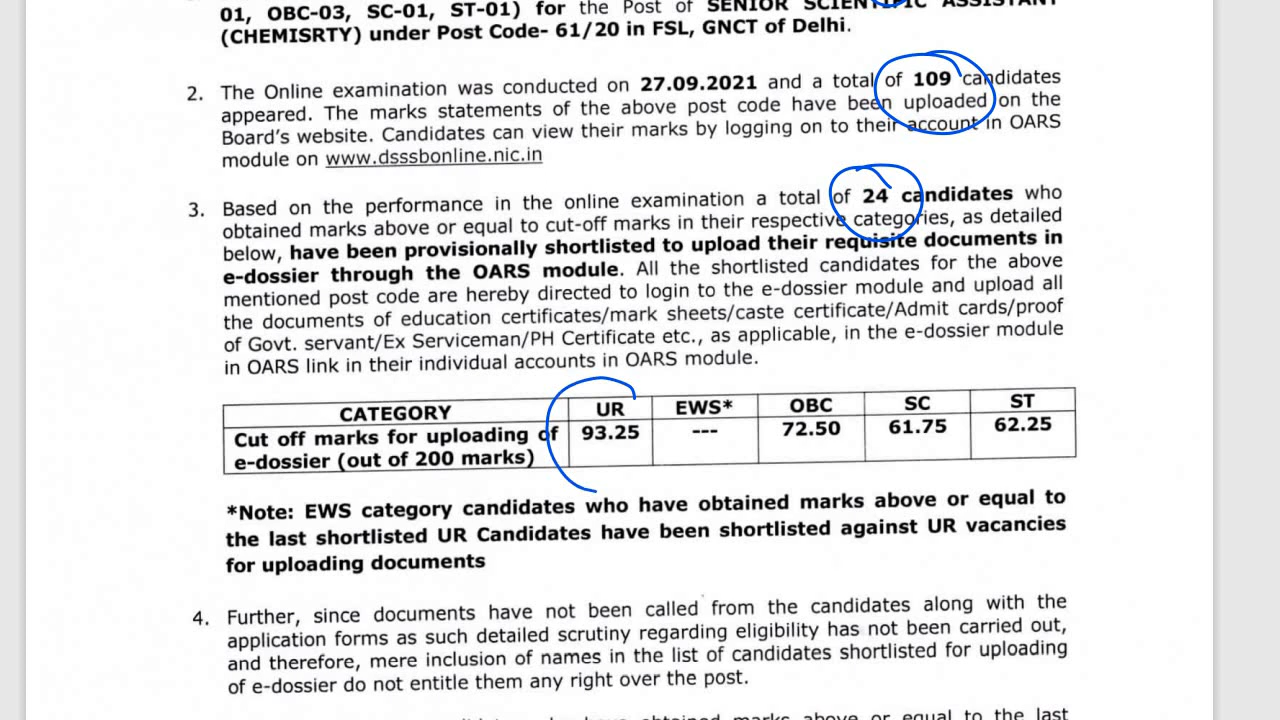 01, OBC-03, SC-01, ST-01) for the Post of SENIOR SCIENTIFIC ASSISTANT
(CHEMISRTY) under Post Code- 61/20 in FSL, GNCT of Delhi.
2. The Online examination was conducted on 27.09.2021 and a total of 109 candidates
appeared. The marks statements of the above post code have been uploaded on the
Board's website. Candidates can view their marks by logging on to their account in OARS
module on www.dsssbonline.nic.in
3. Based on the performance in the online examination a total of 24 candidates who
obtained marks above or equal to cut-off marks in their respective categories, as detailed
below, have been provisionally shortlisted to upload their requisite documents in
e-dossier through the OARS module. All the shortlisted candidates for the above
mentioned post code are hereby directed to login to the e-dossier module and upload all
the documents of education certificates/mark sheets/caste certificate/Admit cards/proof
of Govt. servant/Ex Serviceman/PH Certificate etc., as applicable, in the e-dossier module
in OARS link in their individual accounts in OARS module.
CATEGORY UR EWS* OBC SC ST
Cut off marks for uploading of 93.25 --- 72.50 61.75 62.25
e-dossier (out of 200 marks)
*Note: EWS category candidates who have obtained marks above or equal to
the last shortlisted UR Candidates have been shortlisted against UR vacancies
for uploading documents
4. Further, since documents have not been called from the candidates along with the
application forms as such detailed scrutiny regarding eligibility has not been carried out,
and therefore, mere inclusion of names in the list of candidates shortlisted for uploading
of e-dossier do not entitle them any right over the post.
obtained marks above or equal to the last